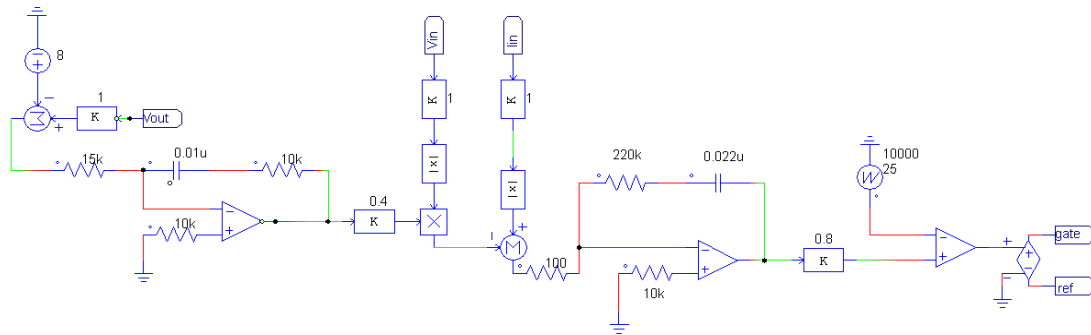 Vin
Iin
8
1
K
Vout
K
1
K
1
15k
0.01u
10k
|x|
|x|
220k
0.022u
10000
25
10k
0.4
K
M
100
10k
0.8
K
gate
ref